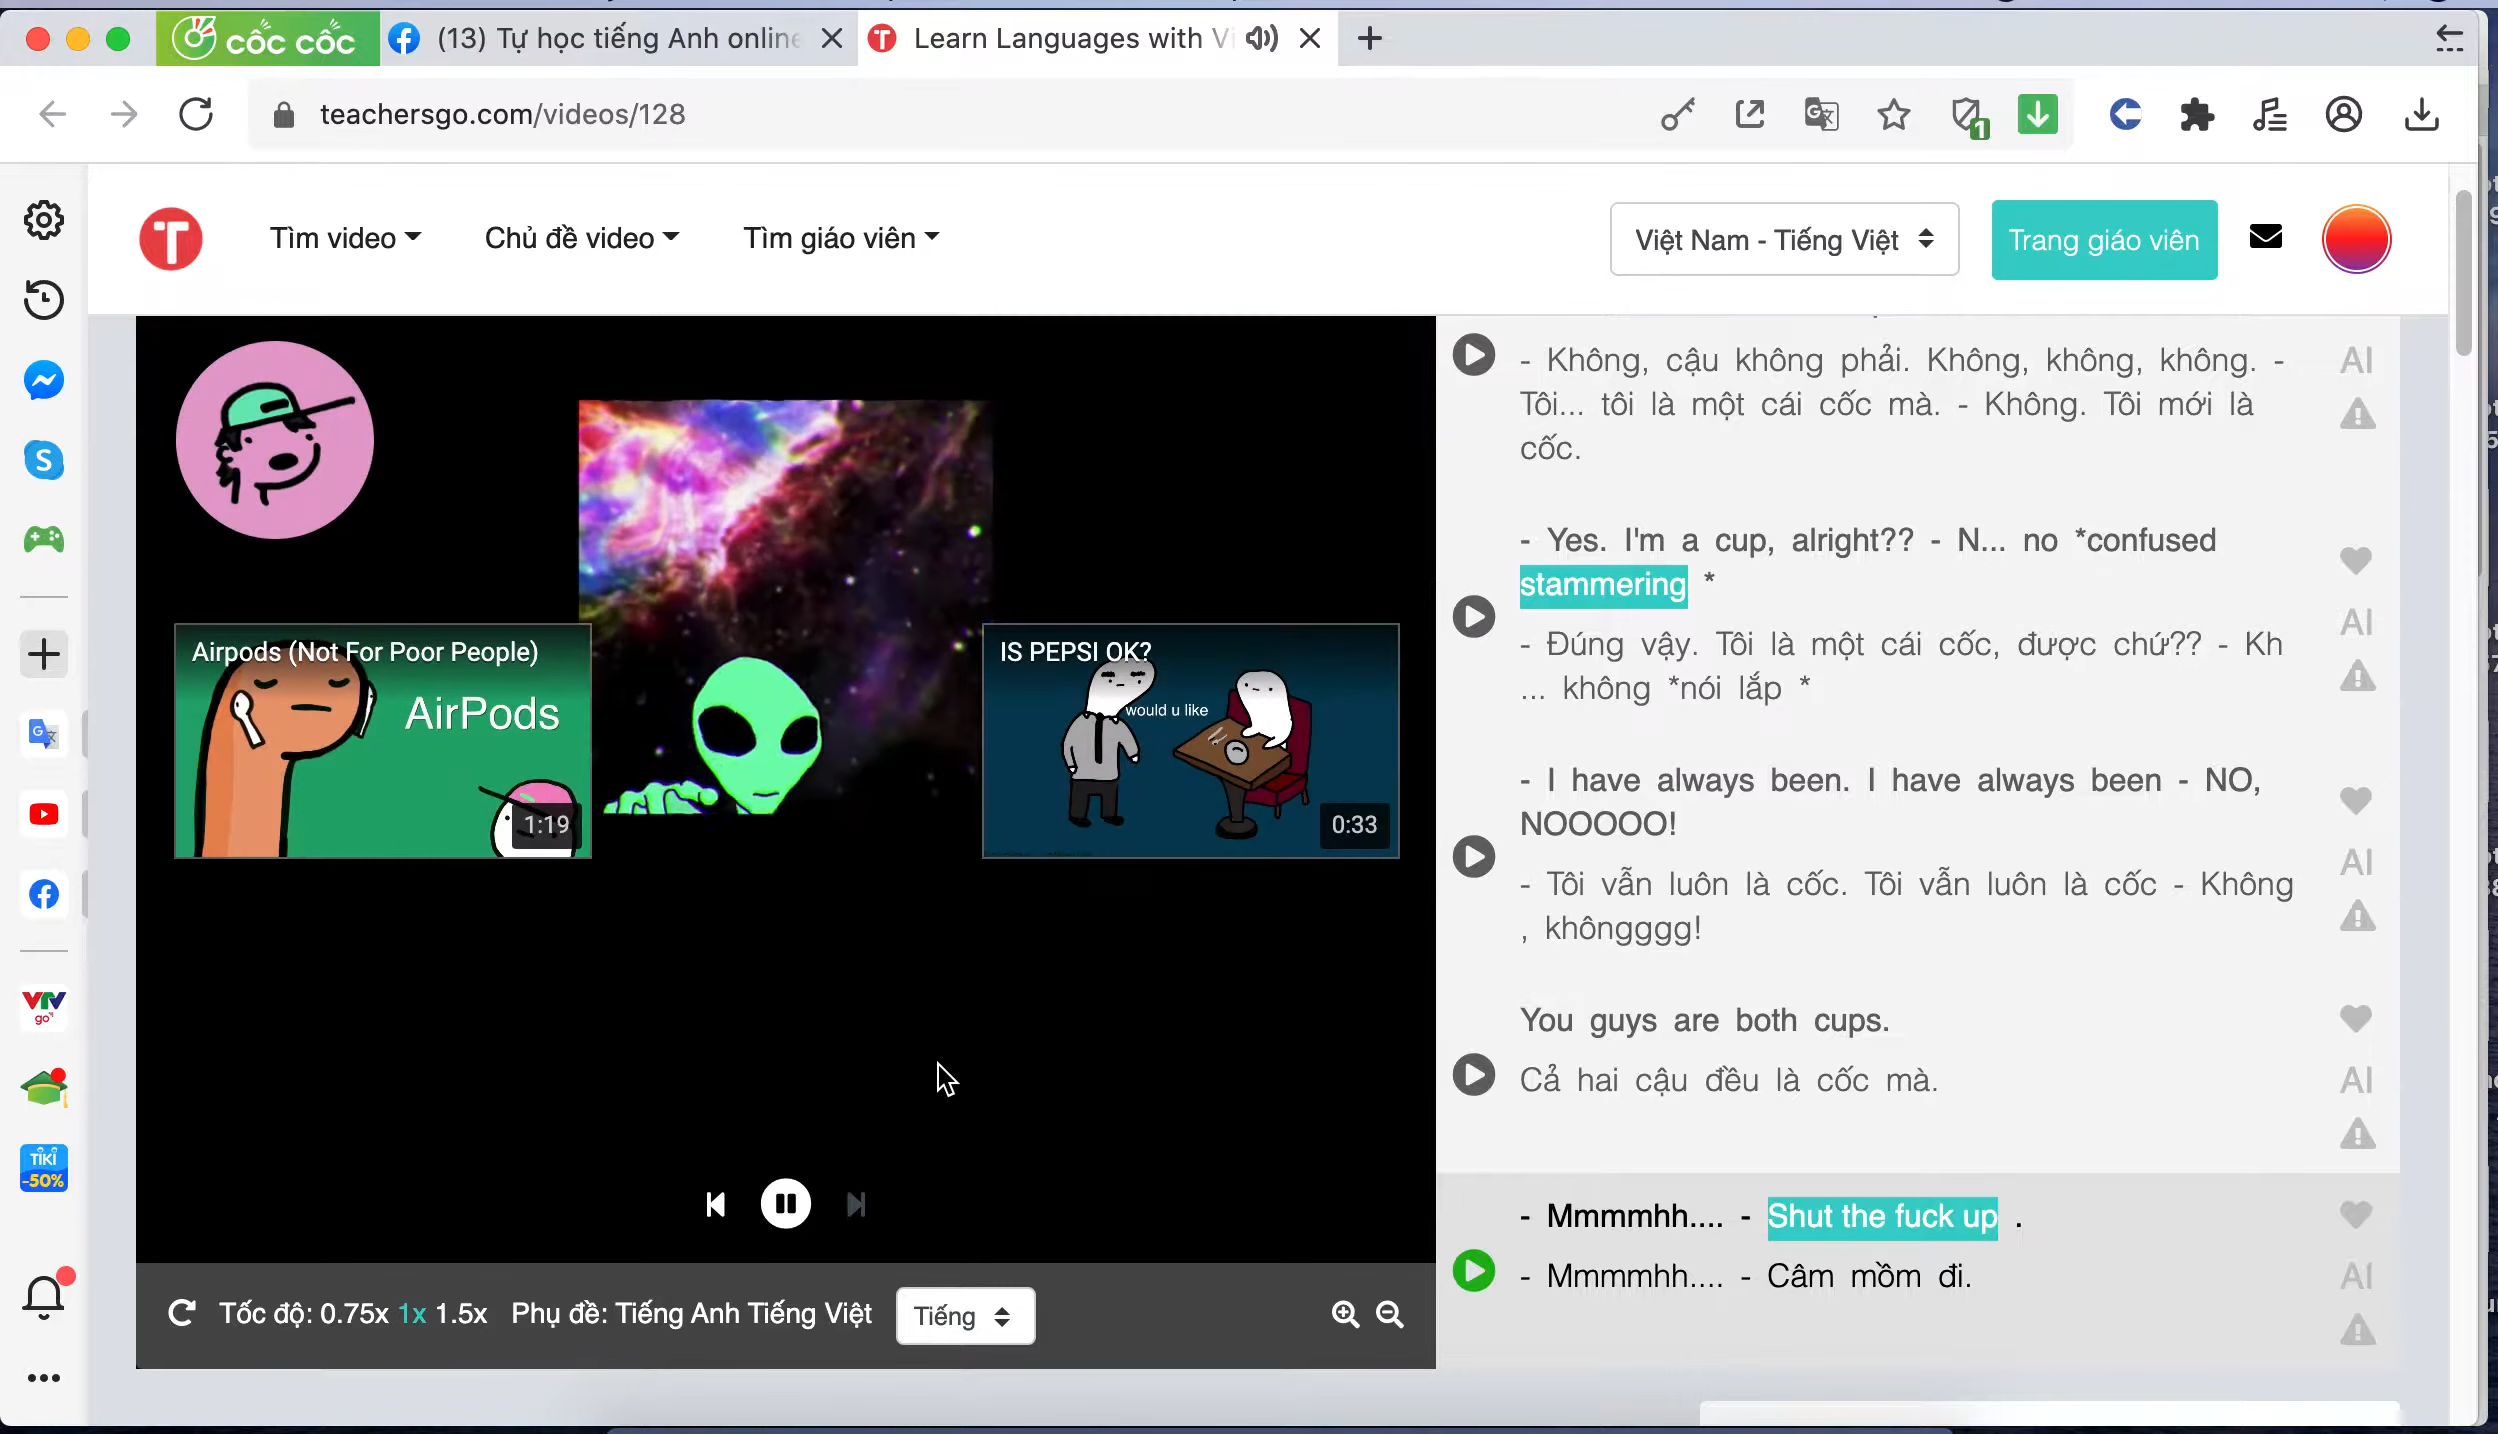 cốc cốc
(13) Tự học tiếng Anh online
Learn Languages with Vi
teachersgo.com/videos/128
1
T
Tìm video
Chủ đề video
Tìm giáo viên
Việt Nam - Tiếng Việt
Trang giáo viên
- Không, cậu không phải. Không, không, không. -
Tôi... tôi là một cái cốc mà. - Không. Tôi mới là
cốc.
AI
- Yes. I'm a cup, alright?? - N... no *confused
stammering *
- Đúng vậy. Tôi là một cái cốc, được chứ?? - Kh
... không *nói lắp *
AI
- I have always been. I have always been - NO,
NOOOOO!
- Tôi vẫn luôn là cốc. Tôi vẫn luôn là cốc - Không
, khôngggg!
AI
You guys are both cups.
Cả hai cậu đều là cốc mà.
AI
- Mmmmhh.... - Shut the fuck up .
- Mmmmhh.... - Câm mồm đi.
AI
Airpods (Not For Poor People)
AirPods
1:19
IS PEPSI OK?
would u like
0:33
Tốc độ: 0.75x 1x 1.5x Phụ đề: Tiếng Anh Tiếng Việt
Tiếng
VTV
go
TIKI
-50%